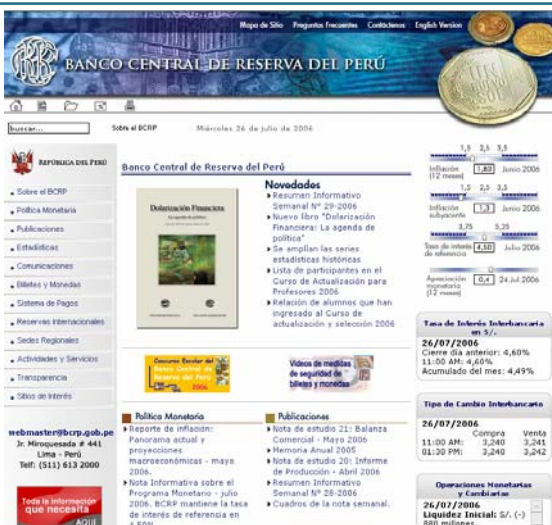 Mapa de Sitio Preguntas Frecuentes Contáctenos English Version
BANCO CENTRAL DE RESERVA DEL PERÚ
buscar...
Sobre el BCRP
Miércoles 26 de julio de 2006
REPÚBLICA DEL PERÚ
Sobre el BCRP
Política Monetaria
Publicaciones
Estadísticas
Comunicaciones
Billetes y Monedas
Sistema de Pagos
Reservas Internacionales
Sedes Regionales
Actividades y Servicios
Transparencia
Sitios de Interés
webmaster@bcrp.gob.pe
Jr. Miroquesada # 441
Lima - Perú
Telf: (511) 613 2000
Toda la información
que necesita
AQUI
Banco Central de Reserva del Perú
Dolarización Financiera
La agenda de política
Novedades
Resumen Informativo
Semanal N° 29-2006
Nuevo libro "Dolarización
Financiera: La agenda de
política"
Se amplían las series
estadísticas históricas
Lista de participantes en el
Curso de Actualización para
Profesores 2006
Relación de alumnos que han
ingresado al Curso de
actualización y selección 2006
Concurso Escolar del
Banco Central de
Reserva del Perú
2006
Videos de medidas
de seguridad de
billetes y monedas
Política Monetaria
Reporte de inflación:
Panorama actual y
proyecciones
macroeconómicas - mayo
2006.
Nota Informativa sobre el
Programa Monetario - julio
2006. BCRP mantiene la tasa
de interés de referencia en
4,50%
Publicaciones
Nota de estudio 21: Balanza
Comercial - Mayo 2006
Memoria Anual 2005
Nota de estudio 20: Informe
de Producción - Abril 2006
Resumen Informativo
Semanal N° 28-2006
Cuadros de la nota semanal.
1,5 2,5 3,5
Inflación
(12 meses)
1,83 Junio 2006
1,5 2,5 3,5
Inflación
subyacente
1,3 Junio 2006
3,75 5,25
Tasa de interés
de referencia
4,50 Julio 2006
Apreciación
monetaria
(12 meses)
0,4 24 Jul 2006
Tasa de Interés Interbancaria
en S/.
26/07/2006
Cierre día anterior: 4,60%
11:00 AM: 4,60%
Acumulado del mes: 4,49%
Tipo de Cambio Interbancario
26/07/2006
Compra Venta
11:00 AM: 3,240 3,241
01:30 PM: 3,240 3,242
Operaciones Monetarias
y Cambiarias
26/07/2006
Liquidez Inicial: S/. (-)
880 millones